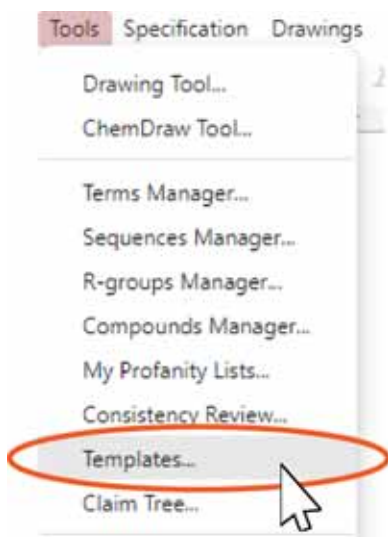 Tools Specification Drawings
Drawing Tool...
ChemDraw Tool...
Terms Manager...
Sequences Manager...
R-groups Manager...
Compounds Manager...
My Profanity Lists...
Consistency Review...
Templates...
Claim Tree...